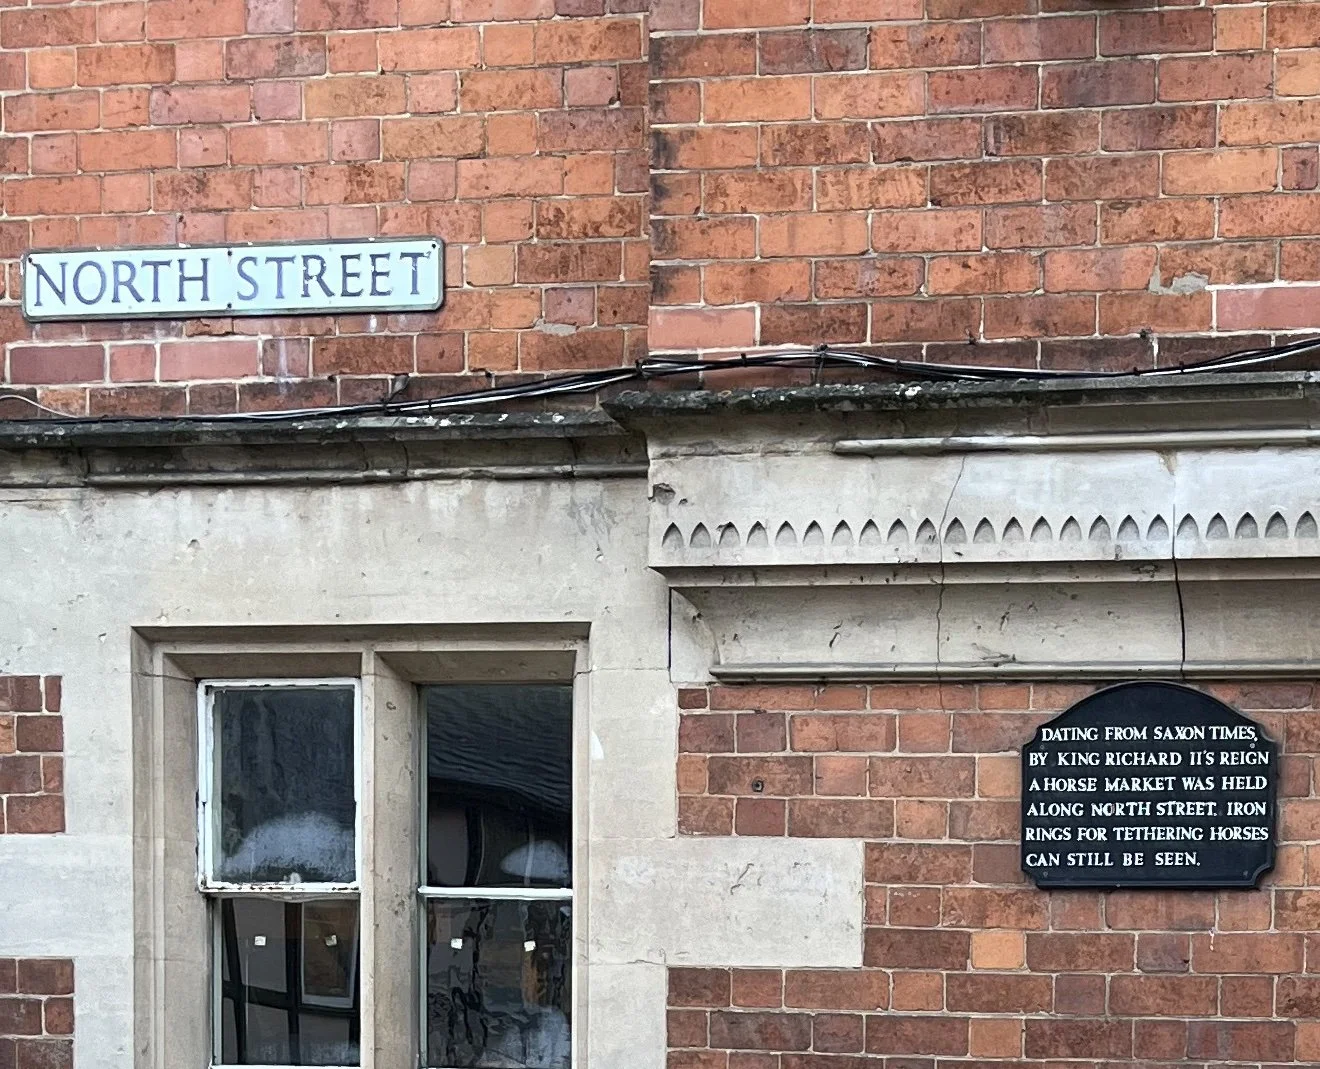 NORTH STREET
DATING FROM SAXON TIMES,
BY KING RICHARD II'S REIGN
A HORSE MARKET WAS HELD
ALONG NORTH STREET. IRON
RINGS FOR TETHERING HORSES
CAN STILL BE SEEN.